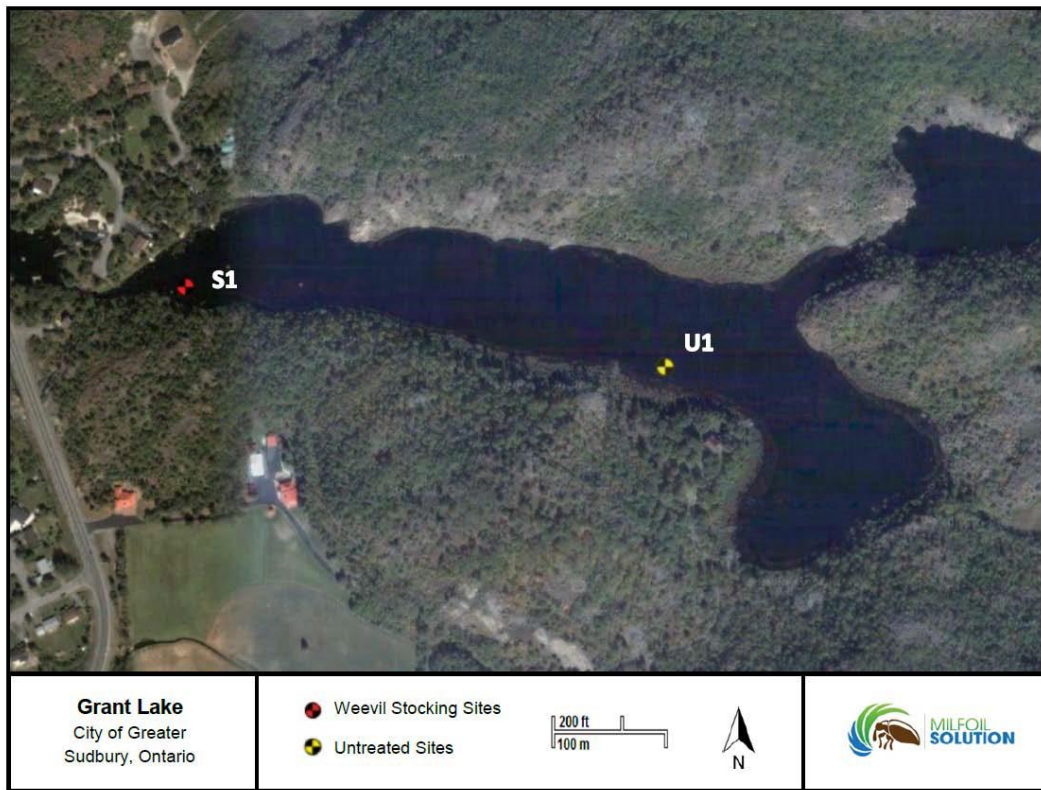 S1
U1
Grant Lake
City of Greater
Sudbury, Ontario
Weevil Stocking Sites
Untreated Sites
200 ft
100 m
N
MILFOIL
SOLUTION